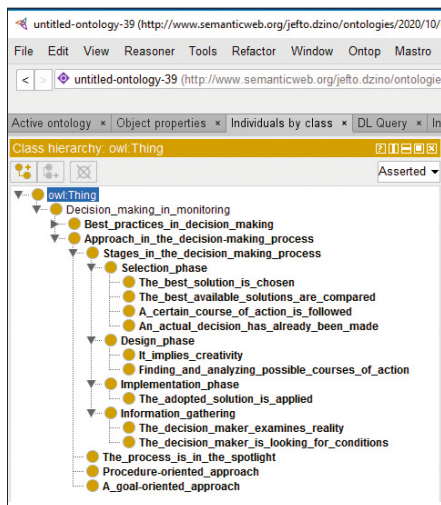 untitled-ontology-39 (http://www.semanticweb.org/jefto.dzino/ontologies/2020/10/
File Edit View Reasoner Tools Refactor Window Ontop Mastro
< > untitled-ontology-39 (http://www.semanticweb.org/jefto.dzino/ontologie
Active ontology × Object properties × Individuals by class × DL Query × In
Class hierarchy: owl:Thing
Asserted
owl:Thing
Decision_making_in_monitoring
Best_practices_in_decision_making
Approach_in_the_decision-making_process
Stages_in_the_decision_making_process
Selection_phase
The_best_solution_is_chosen
The_best_available_solutions_are_compared
A_certain_course_of_action_is_followed
An_actual_decision_has_already_been_made
Design_phase
It_implies_creativity
Finding_and_analyzing_possible_courses_of_action
Implementation_phase
The_adopted_solution_is_applied
Information_gathering
The_decision_maker_examines_reality
The_decision_maker_is_looking_for_conditions
The_process_is_in_the_spotlight
Procedure-oriented_approach
A_goal-oriented_approach